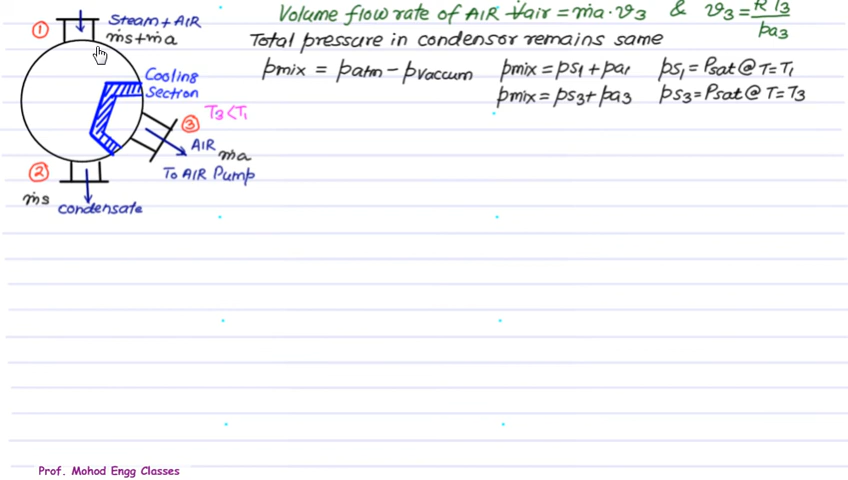 Volume flow rate of AIR V̇air = ṁa · v3 & v3 = RT3 / pa3
Total pressure in condensor remains same
pmix = patm − pvaccum pmix = ps1 + pa1 ps1 = Psat @ T = T1
pmix = ps3 + pa3 ps3 = Psat @ T = T3
① Steam + AIR
ṁs + ṁa
Cooling
Section
T3 < T1
③
AIR ṁa
To AIR Pump
②
ṁs
condensate
Prof. Mohod Engg Classes